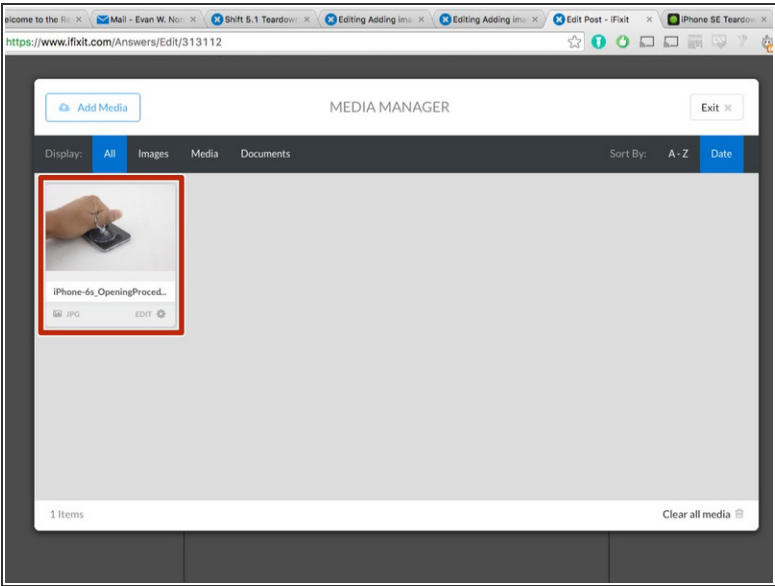 elcome to the Re
Mail - Evan W. Nor
Shift 5.1 Teardow
Editing Adding ima
Editing Adding ima
Edit Post - iFixit
iPhone SE Teardow
https://www.ifixit.com/Answers/Edit/313112
Add Media
MEDIA MANAGER
Exit
Display: All Images Media Documents Sort By: A - Z Date
iPhone-6s_OpeningProced...
JPG EDIT
1 Items Clear all media